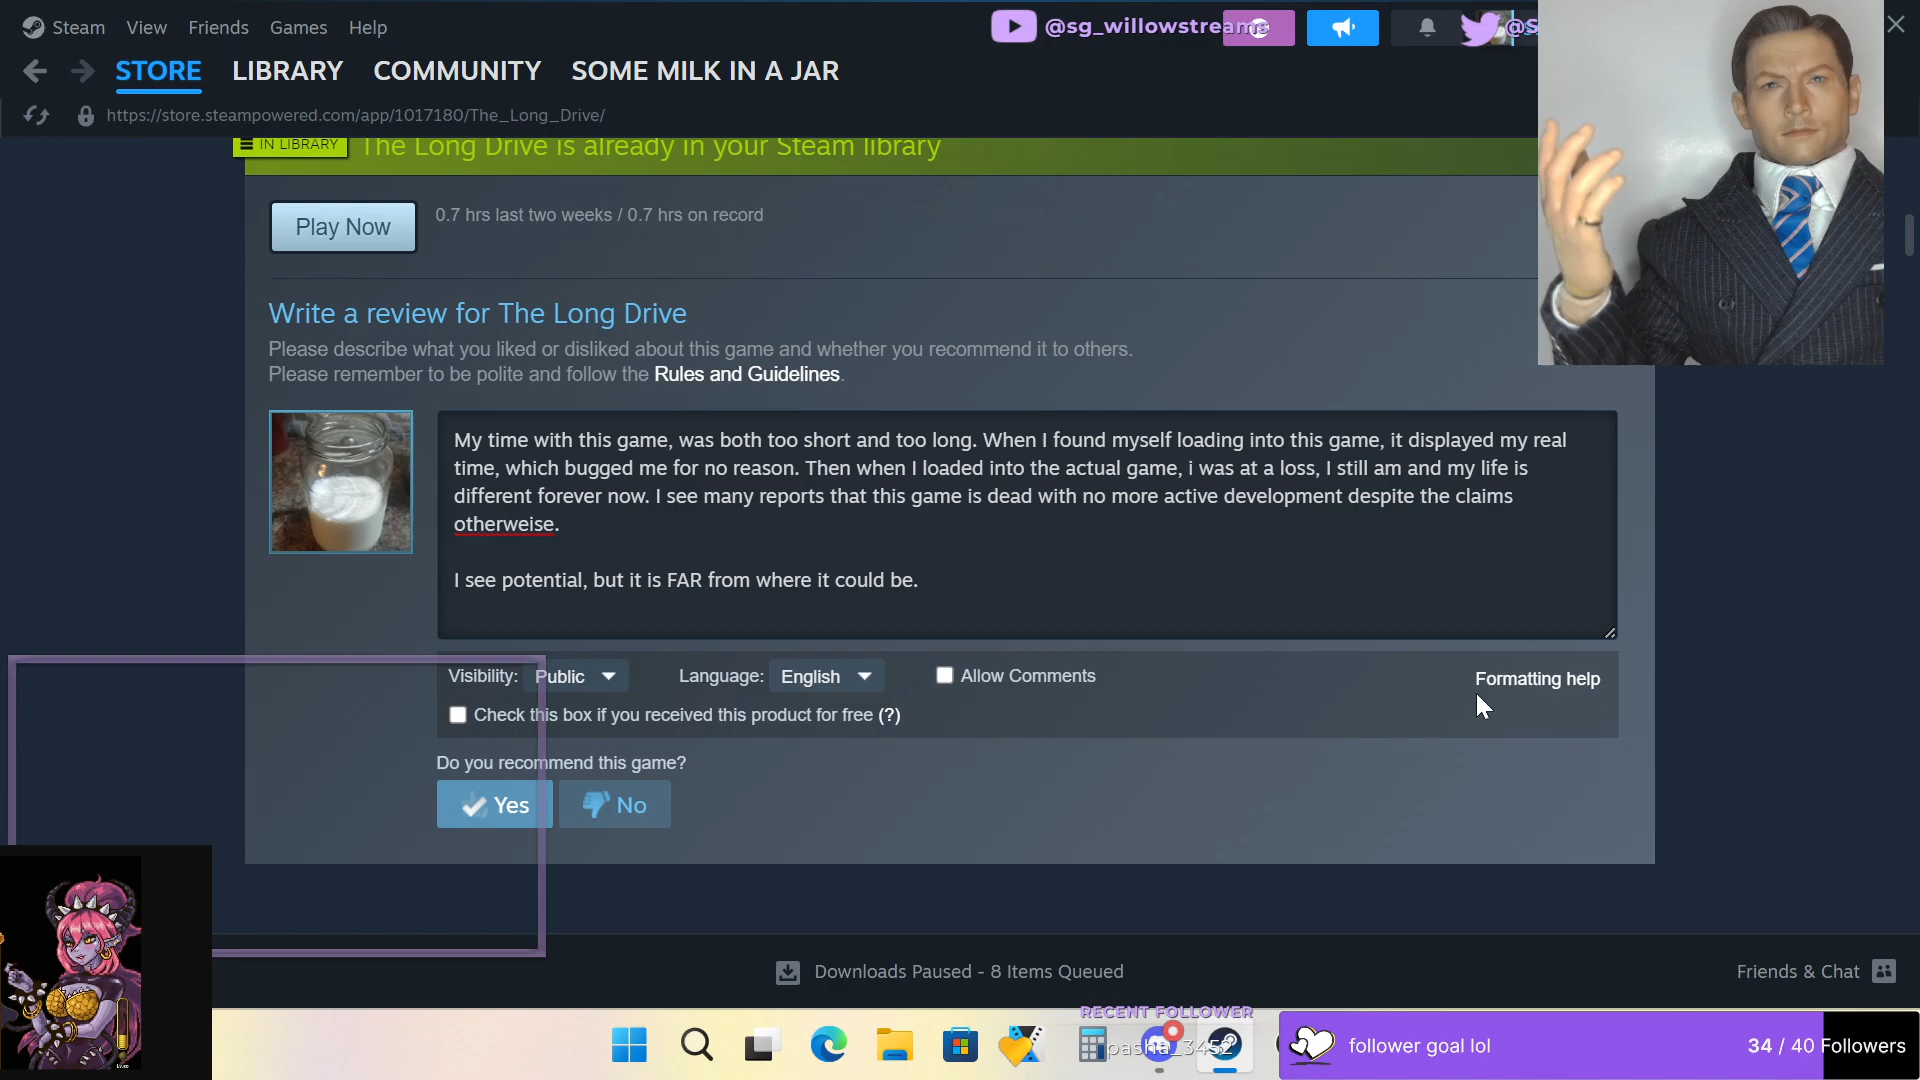 Steam View Friends Games Help
@sg_willowstreams
STORE LIBRARY COMMUNITY SOME MILK IN A JAR
https://store.steampowered.com/app/1017180/The_Long_Drive/
IN LIBRARY The Long Drive is already in your Steam library
Play Now 0.7 hrs last two weeks / 0.7 hrs on record
Write a review for The Long Drive
Please describe what you liked or disliked about this game and whether you recommend it to others.
Please remember to be polite and follow the Rules and Guidelines.
My time with this game, was both too short and too long. When I found myself loading into this game, it displayed my real
time, which bugged me for no reason. Then when I loaded into the actual game, i was at a loss, I still am and my life is
different forever now. I see many reports that this game is dead with no more active development despite the claims
otherweise.
I see potential, but it is FAR from where it could be.
Visibility: Public Language: English Allow Comments Formatting help
Check this box if you received this product for free (?)
Do you recommend this game?
Yes No
Downloads Paused - 8 Items Queued
Friends & Chat
RECENT FOLLOWER
pasha_3452
follower goal lol 34 / 40 Followers